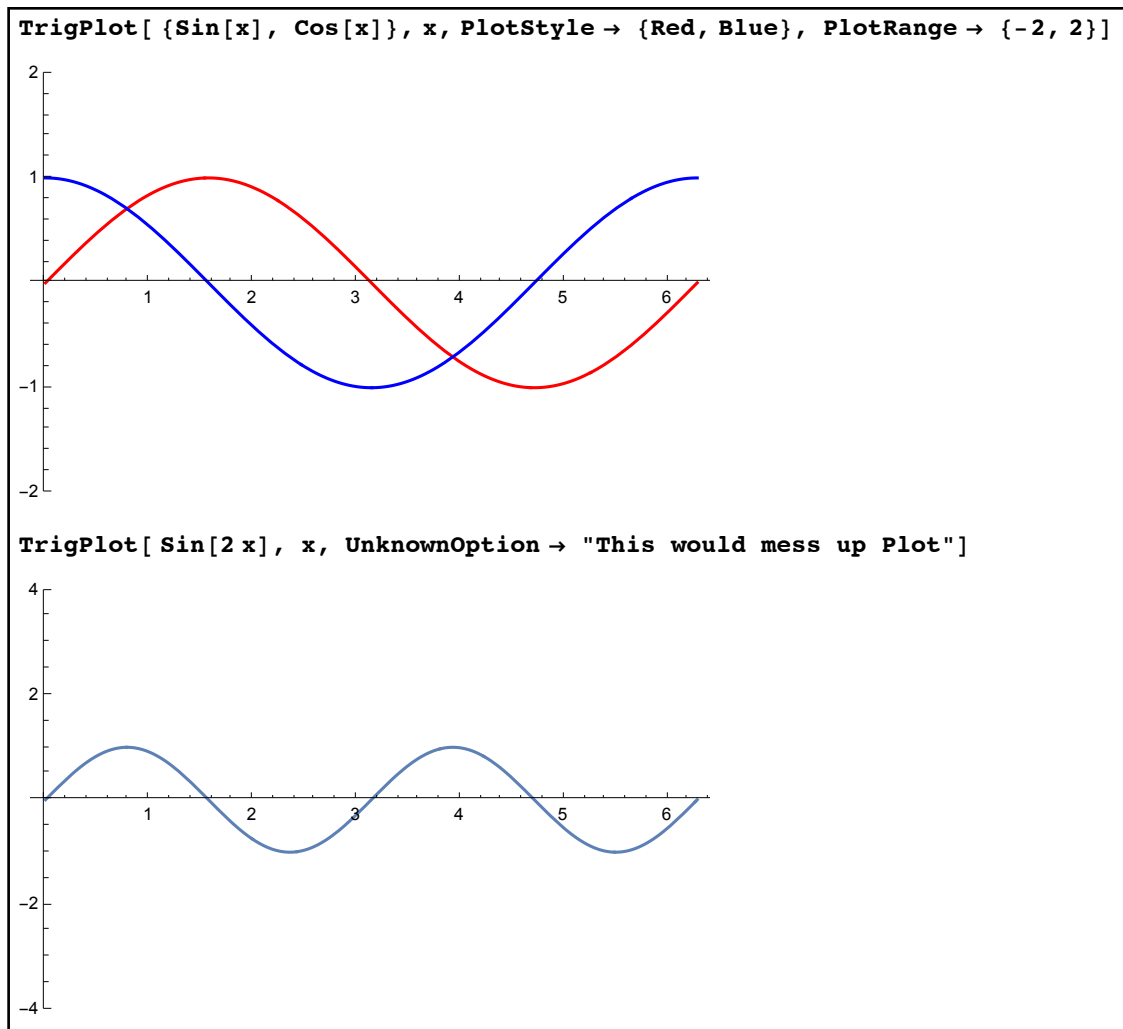 TrigPlot[ {Sin[x], Cos[x]}, x, PlotStyle → {Red, Blue}, PlotRange → {-2, 2}]
2
1
1 2 3 4 5 6
-1
-2
TrigPlot[ Sin[2 x], x, UnknownOption → "This would mess up Plot"]
4
2
1 2 3 4 5 6
-2
-4